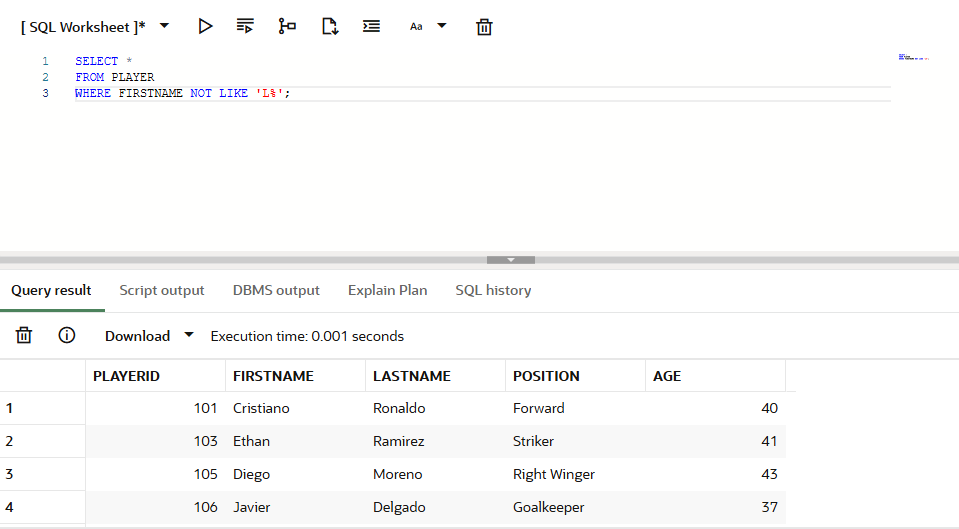 [ SQL Worksheet ]* Aa
1 SELECT *
2 FROM PLAYER
3 WHERE FIRSTNAME NOT LIKE 'L%';
Query result Script output DBMS output Explain Plan SQL history
Download Execution time: 0.001 seconds
PLAYERID FIRSTNAME LASTNAME POSITION AGE
1 101 Cristiano Ronaldo Forward 40
2 103 Ethan Ramirez Striker 41
3 105 Diego Moreno Right Winger 43
4 106 Javier Delgado Goalkeeper 37